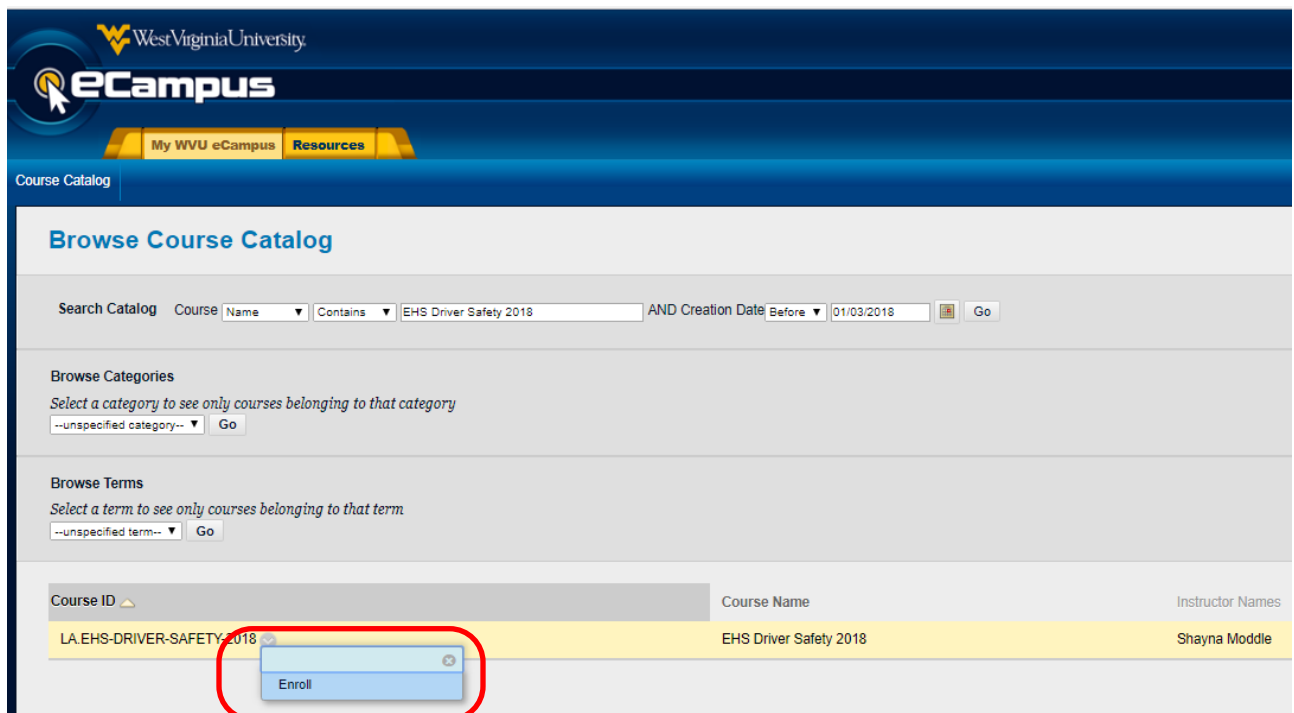 WestVirginiaUniversity.
eCampus
My WVU eCampus Resources
Course Catalog
Browse Course Catalog
Search Catalog Course Name Contains EHS Driver Safety 2018 AND Creation Date Before 01/03/2018 Go
Browse Categories
Select a category to see only courses belonging to that category
--unspecified category-- Go
Browse Terms
Select a term to see only courses belonging to that term
--unspecified term-- Go
Course ID Course Name Instructor Names
LA.EHS-DRIVER-SAFETY-2018 EHS Driver Safety 2018 Shayna Moddle
Enroll